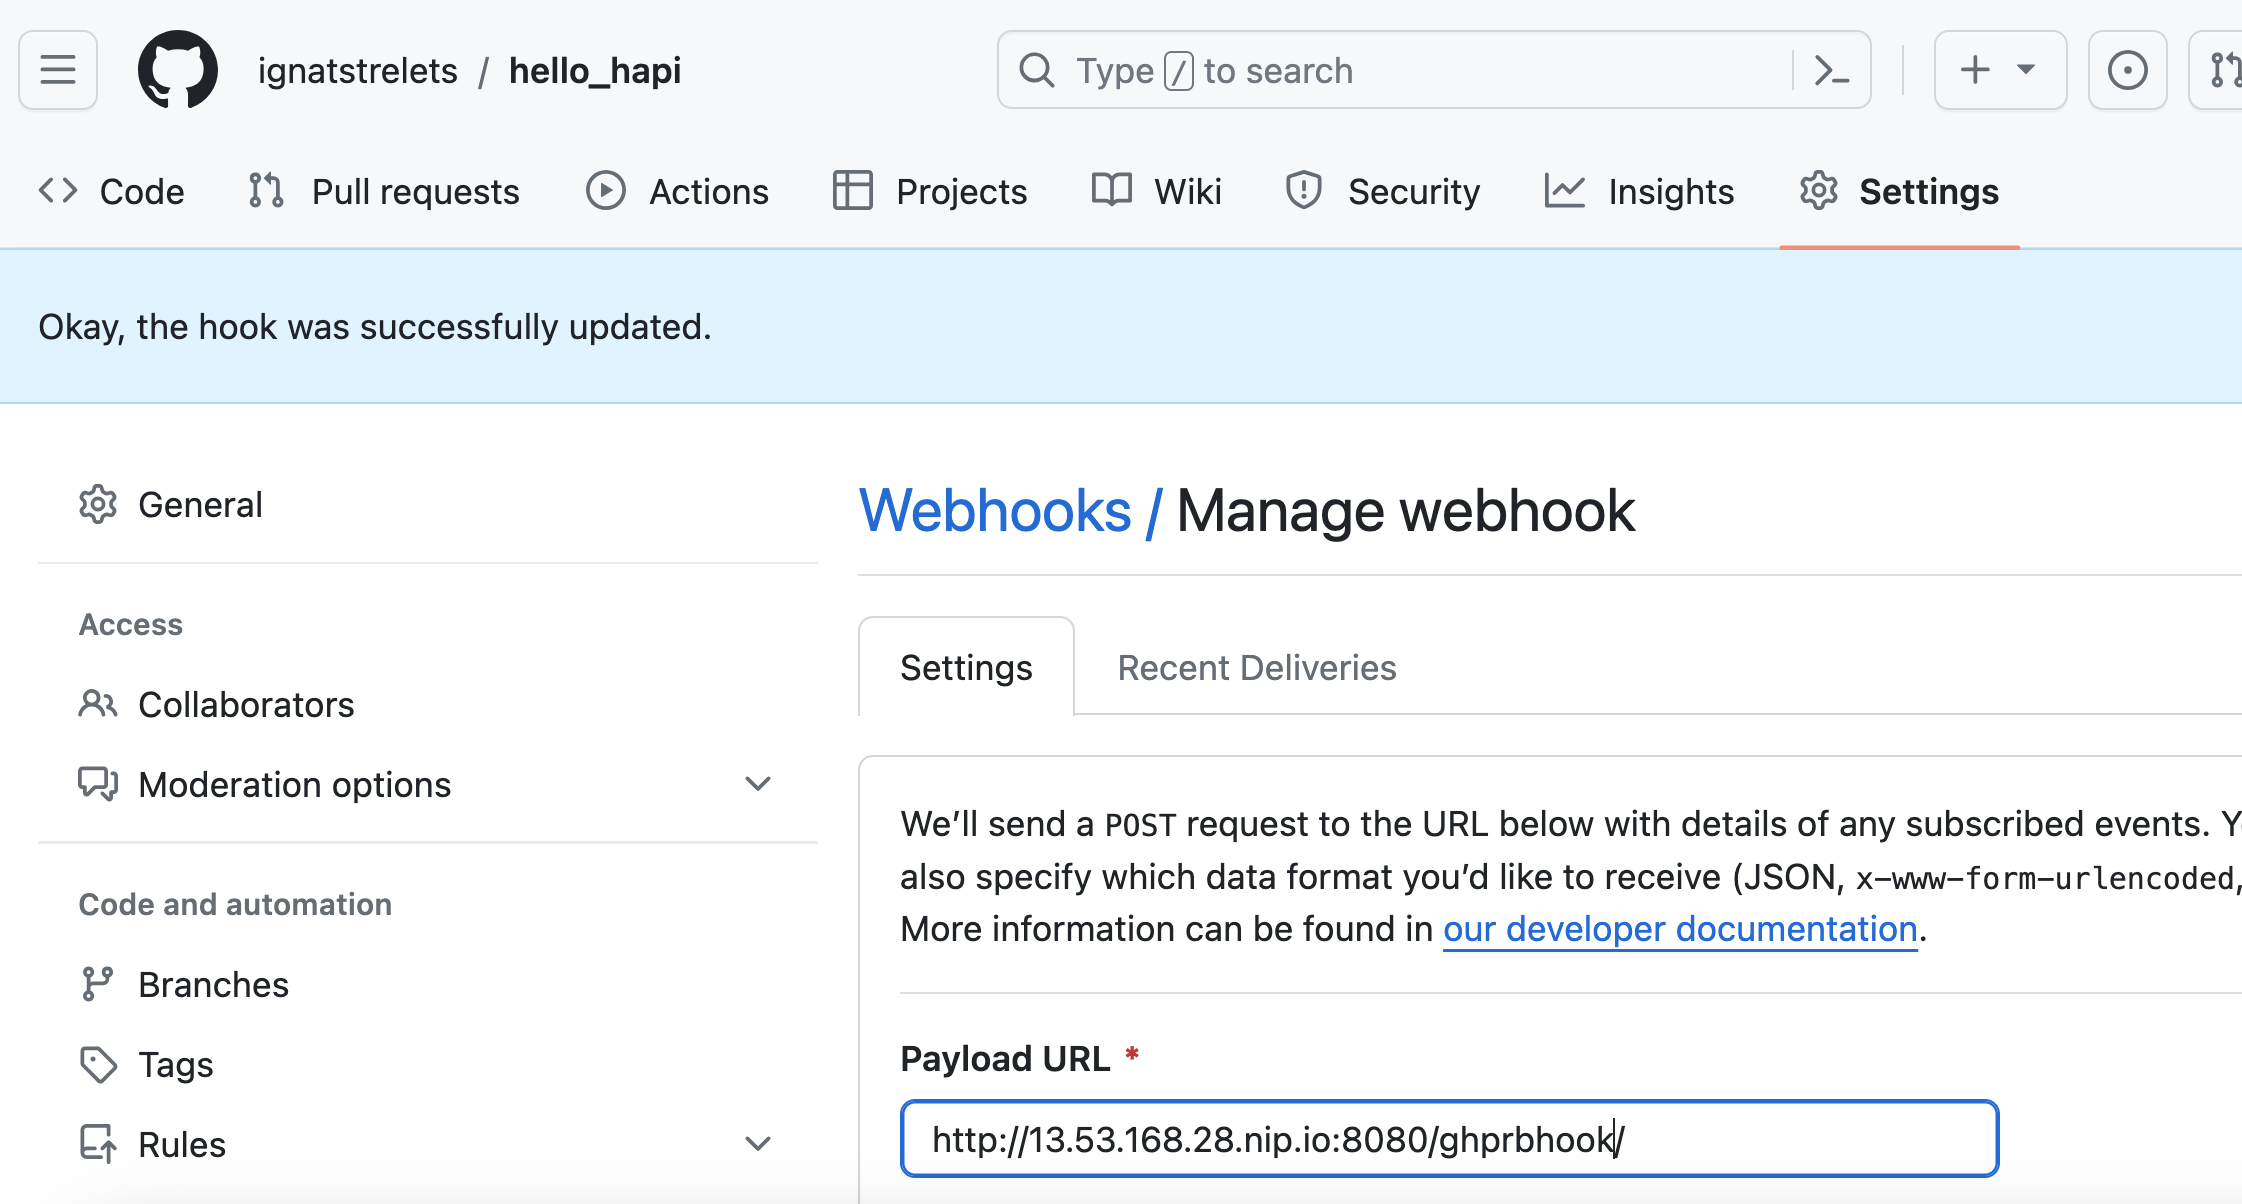 ignatstrelets / hello_hapi
Type / to search
Code Pull requests Actions Projects Wiki Security Insights Settings
Okay, the hook was successfully updated.
General
Access
Collaborators
Moderation options
Code and automation
Branches
Tags
Rules
Webhooks / Manage webhook
Settings Recent Deliveries
We’ll send a POST request to the URL below with details of any subscribed events.
also specify which data format you’d like to receive (JSON, x-www-form-urlencoded,
More information can be found in our developer documentation.
Payload URL *
http://13.53.168.28.nip.io:8080/ghprbhook/